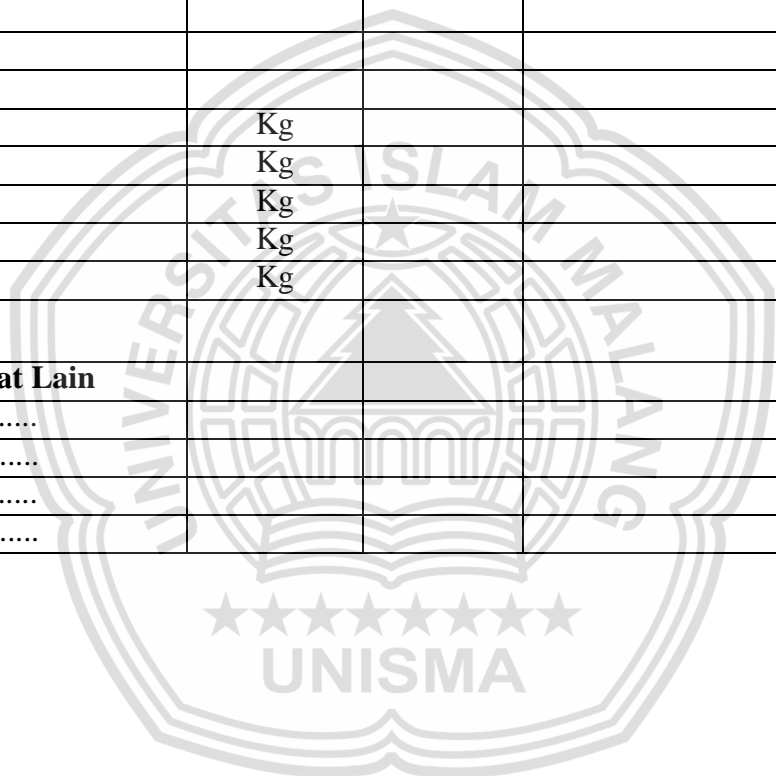 Kg
Kg
Kg
Kg
Kg
at Lain
.....
.....
.....
.....
UNIVERSITAS ISLAM MALANG
UNISMA